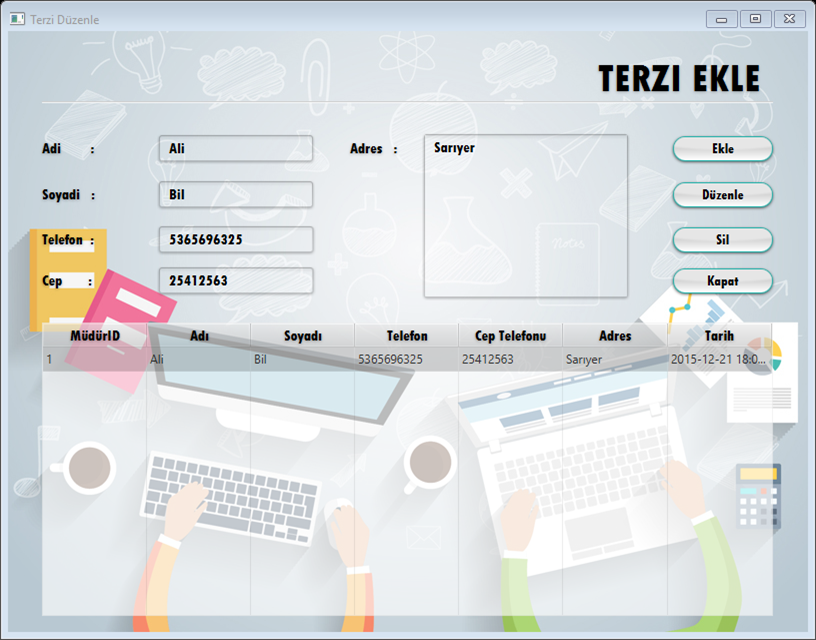 Terzi Düzenle
TERZI EKLE
Adi :
Ali
Adres :
Sarıyer
Ekle
Soyadi :
Bil
Düzenle
Telefon :
5365696325
Sil
Cep :
25412563
Kapat
MüdürID Adı Soyadı Telefon Cep Telefonu Adres Tarih
1 Ali Bil 5365696325 25412563 Sarıyer 2015-12-21 18:0...
Notes